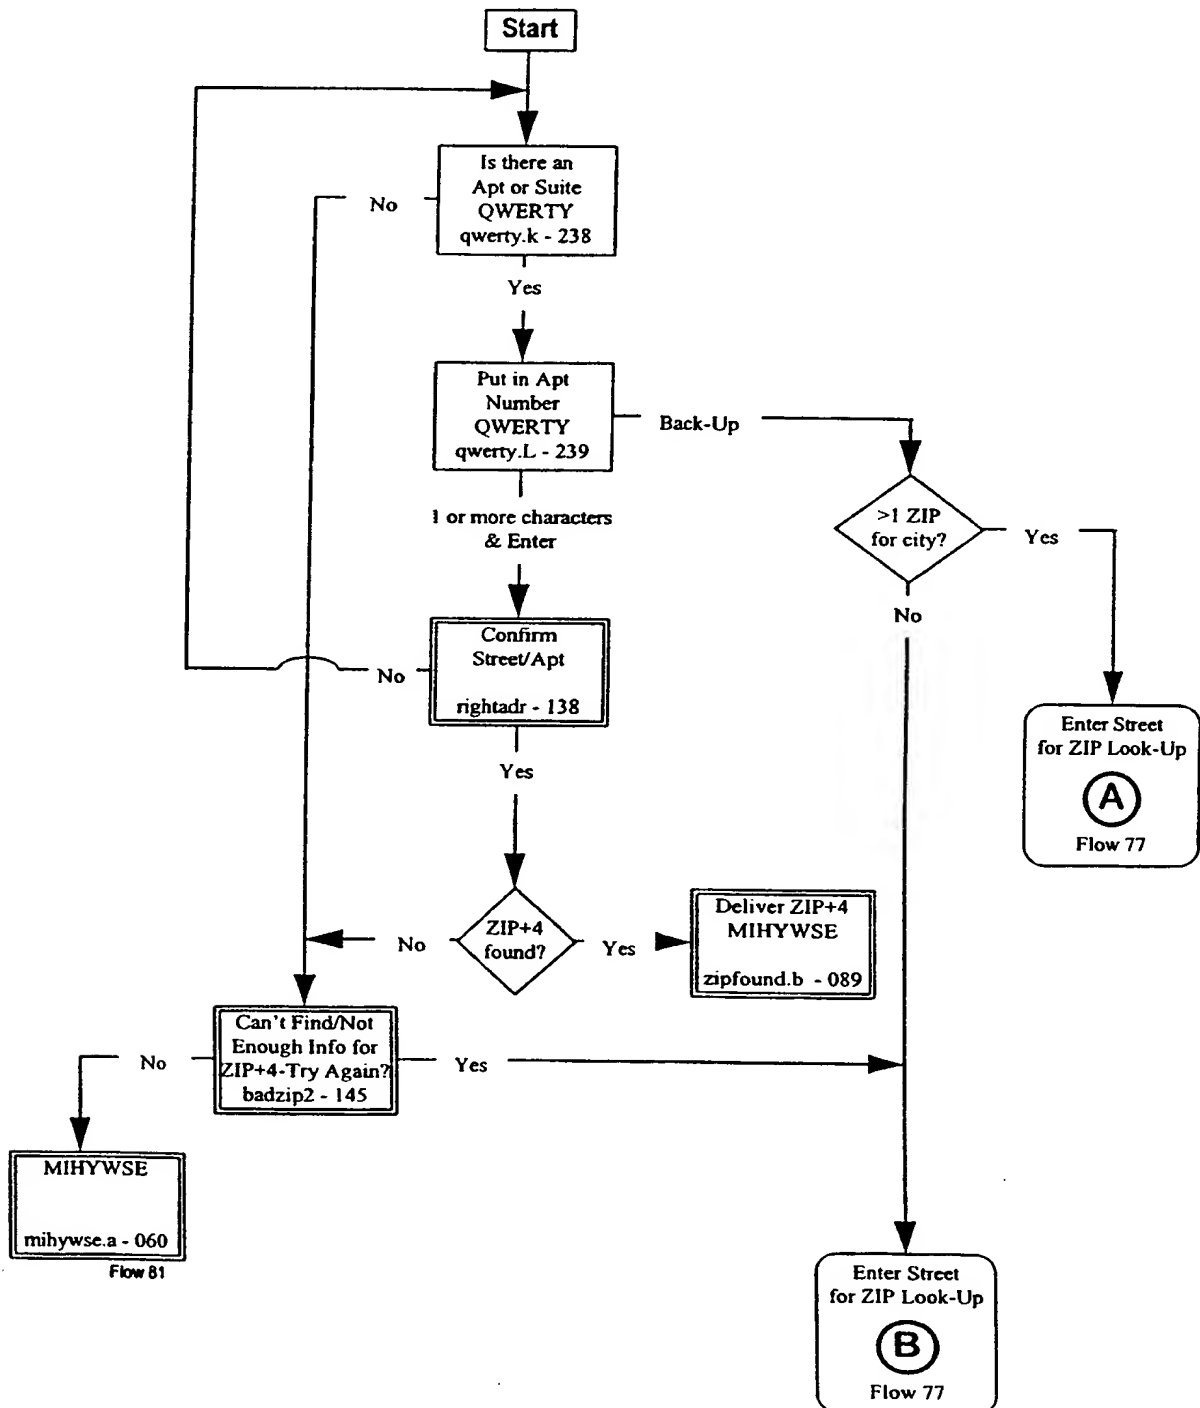 Start
Is there an
Apt or Suite
QWERTY
qwerty.k - 238
No
Yes
Put in Apt
Number
QWERTY
qwerty.L - 239
Back-Up
1 or more characters
& Enter
>1 ZIP
for city?
Yes
No
Confirm
Street/Apt
rightadr - 138
No
Yes
Enter Street
for ZIP Look-Up
A
Flow 77
ZIP+4
found?
No
Yes
Deliver ZIP+4
MIHYWSE
zipfound.b - 089
Can't Find/Not
Enough Info for
ZIP+4-Try Again?
badzip2 - 145
No
Yes
MIHYWSE
mihywse.a - 060
Flow 81
Enter Street
for ZIP Look-Up
B
Flow 77